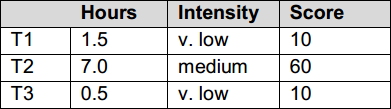 Hours Intensity Score
T1 1.5 v. low 10
T2 7.0 medium 60
T3 0.5 v. low 10